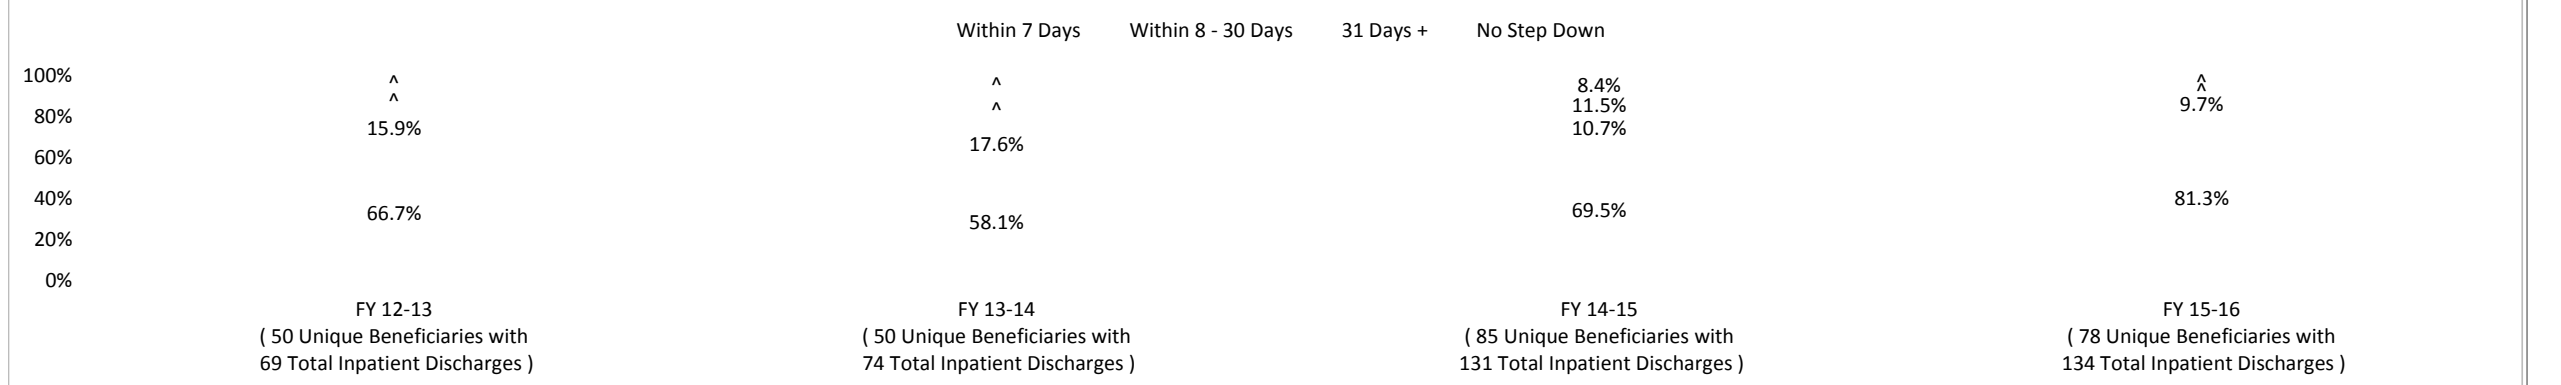 Within 7 Days Within 8 - 30 Days 31 Days + No Step Down
100%
80%
60%
40%
20%
0%
^
^
15.9%
66.7%
^
^
17.6%
58.1%
8.4%
11.5%
10.7%
69.5%
^
^
9.7%
81.3%
FY 12-13
( 50 Unique Beneficiaries with
69 Total Inpatient Discharges )
FY 13-14
( 50 Unique Beneficiaries with
74 Total Inpatient Discharges )
FY 14-15
( 85 Unique Beneficiaries with
131 Total Inpatient Discharges )
FY 15-16
( 78 Unique Beneficiaries with
134 Total Inpatient Discharges )